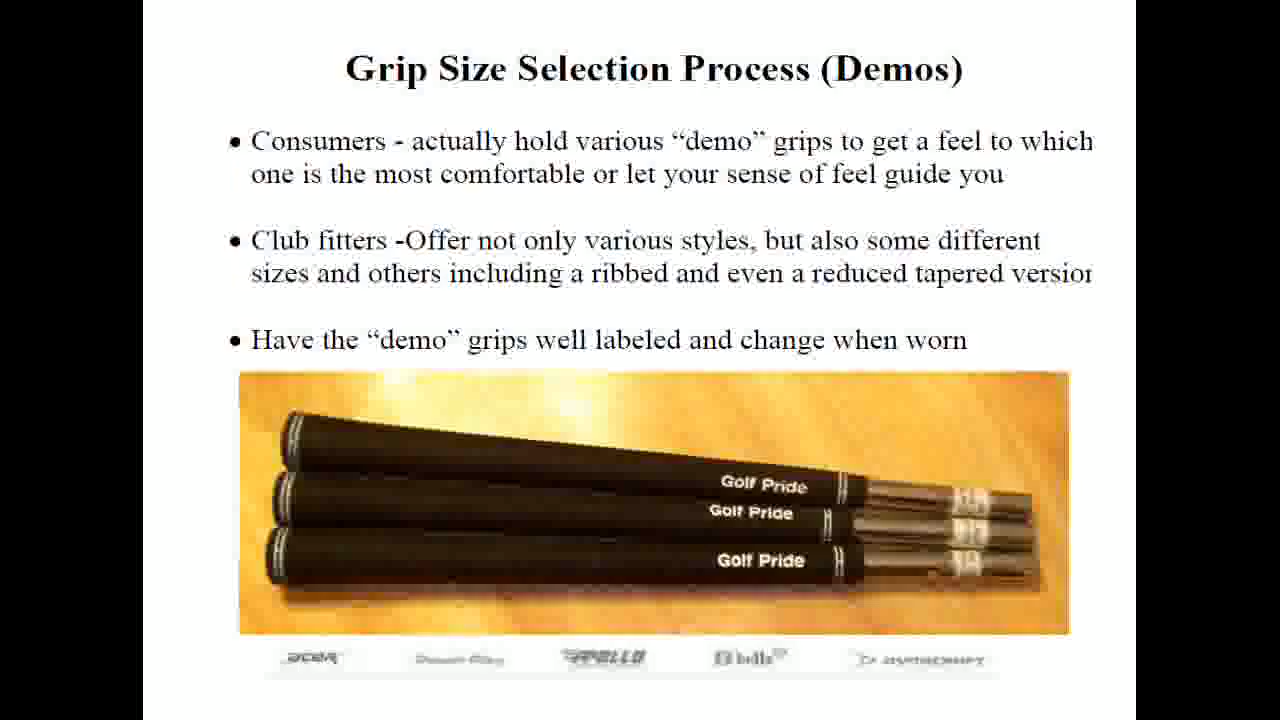 Grip Size Selection Process (Demos)
• Consumers - actually hold various “demo” grips to get a feel to which
one is the most comfortable or let your sense of feel guide you
• Club fitters -Offer not only various styles, but also some different
sizes and others including a ribbed and even a reduced tapered version
• Have the “demo” grips well labeled and change when worn
Golf Pride
Golf Pride
Golf Pride
ACER
APOLLO